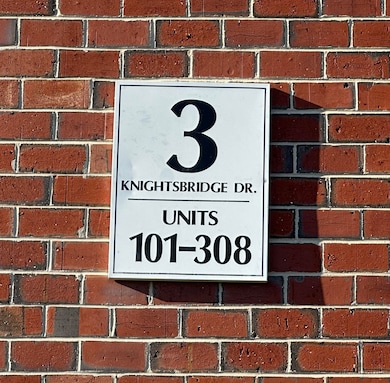 3
KNIGHTSBRIDGE DR.
UNITS
101-308